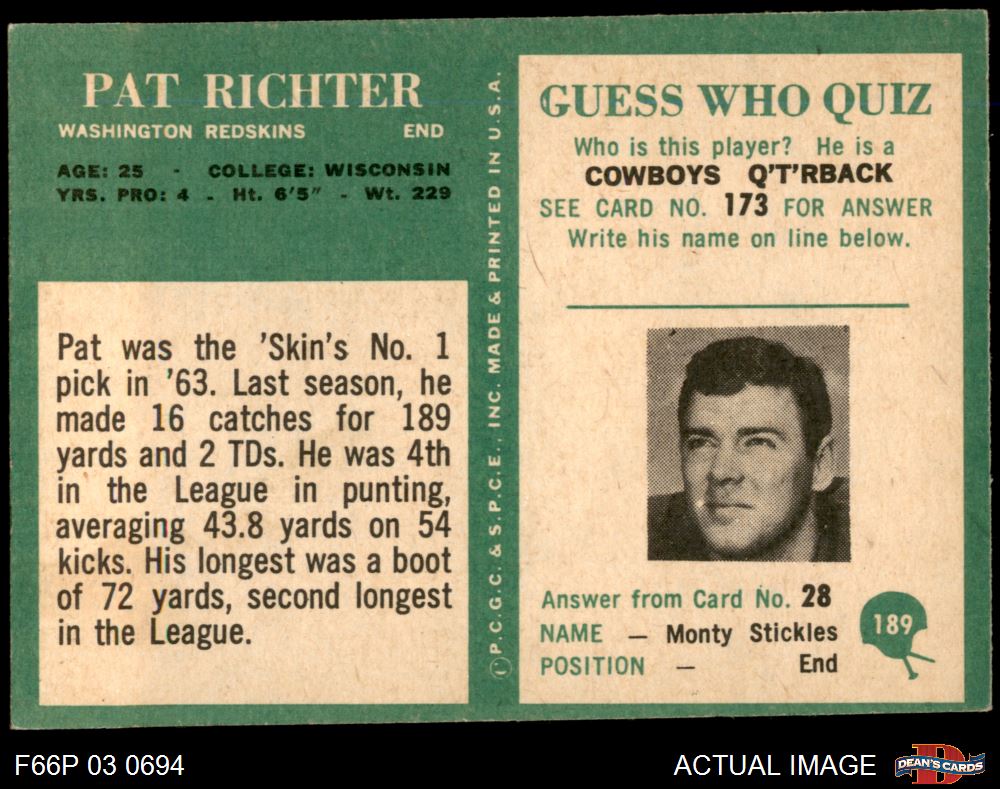 PAT RICHTER
WASHINGTON REDSKINS END
AGE: 25 - COLLEGE: WISCONSIN
YRS. PRO: 4 - Ht. 6'5" - Wt. 229
Pat was the 'Skin's No. 1
pick in '63. Last season, he
made 16 catches for 189
yards and 2 TDs. He was 4th
in the League in punting,
averaging 43.8 yards on 54
kicks. His longest was a boot
of 72 yards, second longest
in the League.
© P.C.G.C. & S.P.C.E., INC. MADE & PRINTED IN U.S.A.
GUESS WHO QUIZ
Who is this player? He is a
COWBOYS Q'T'RBACK
SEE CARD NO. 173 FOR ANSWER
Write his name on line below.
Answer from Card No. 28
NAME — Monty Stickles
POSITION — End
189
F66P 03 0694
ACTUAL IMAGE
DEAN'S CARDS